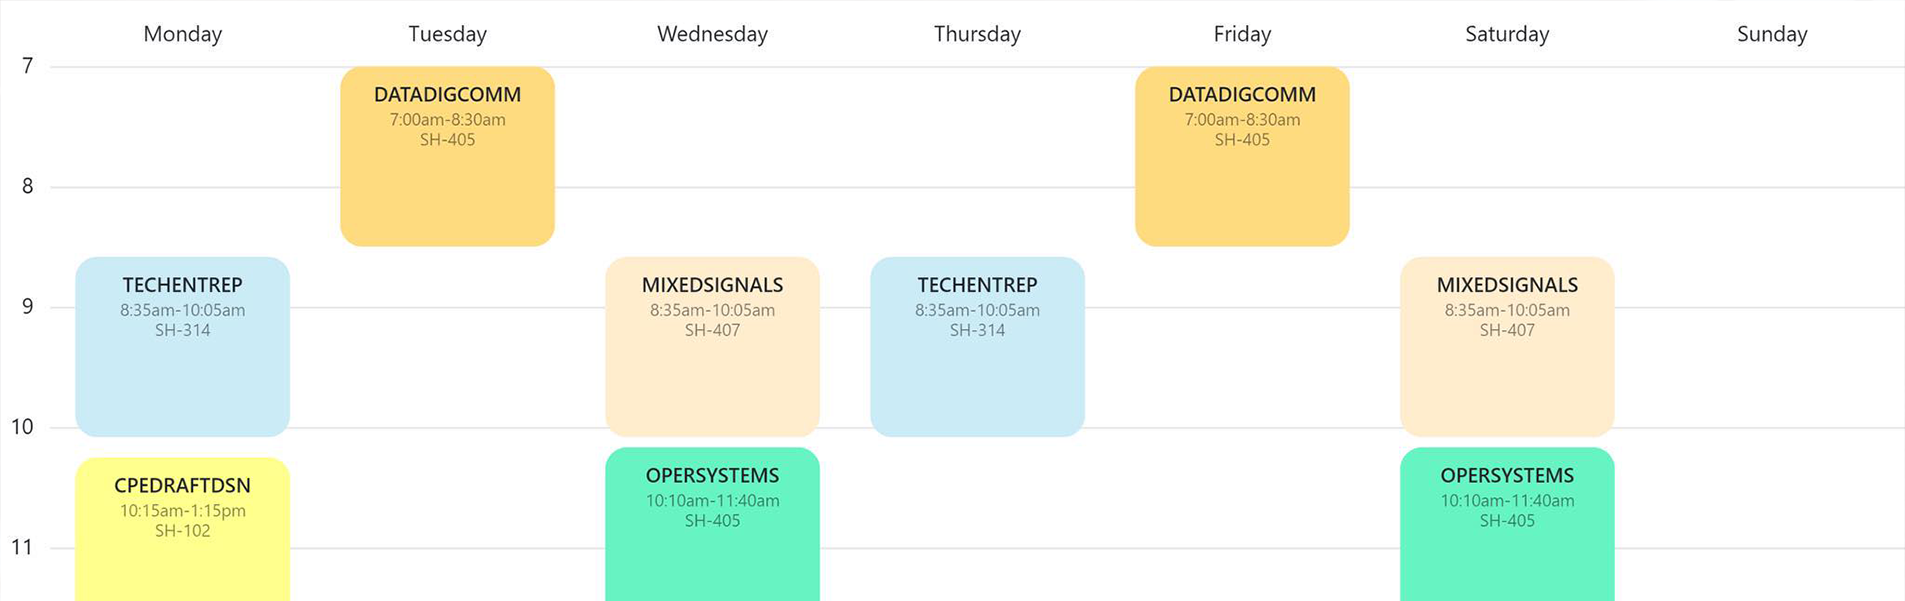 Monday Tuesday Wednesday Thursday Friday Saturday Sunday
7
DATADIGCOMM DATADIGCOMM
7:00am-8:30am 7:00am-8:30am
SH-405 SH-405
8
TECHENTREP MIXEDSIGNALS TECHENTREP MIXEDSIGNALS
9
8:35am-10:05am 8:35am-10:05am 8:35am-10:05am 8:35am-10:05am
SH-314 SH-407 SH-314 SH-407
10
OPERSYSTEMS OPERSYSTEMS
CPEDRAFTDSN
10:10am-11:40am 10:10am-11:40am
10:15am-1:15pm
SH-405 SH-405
SH-102
11